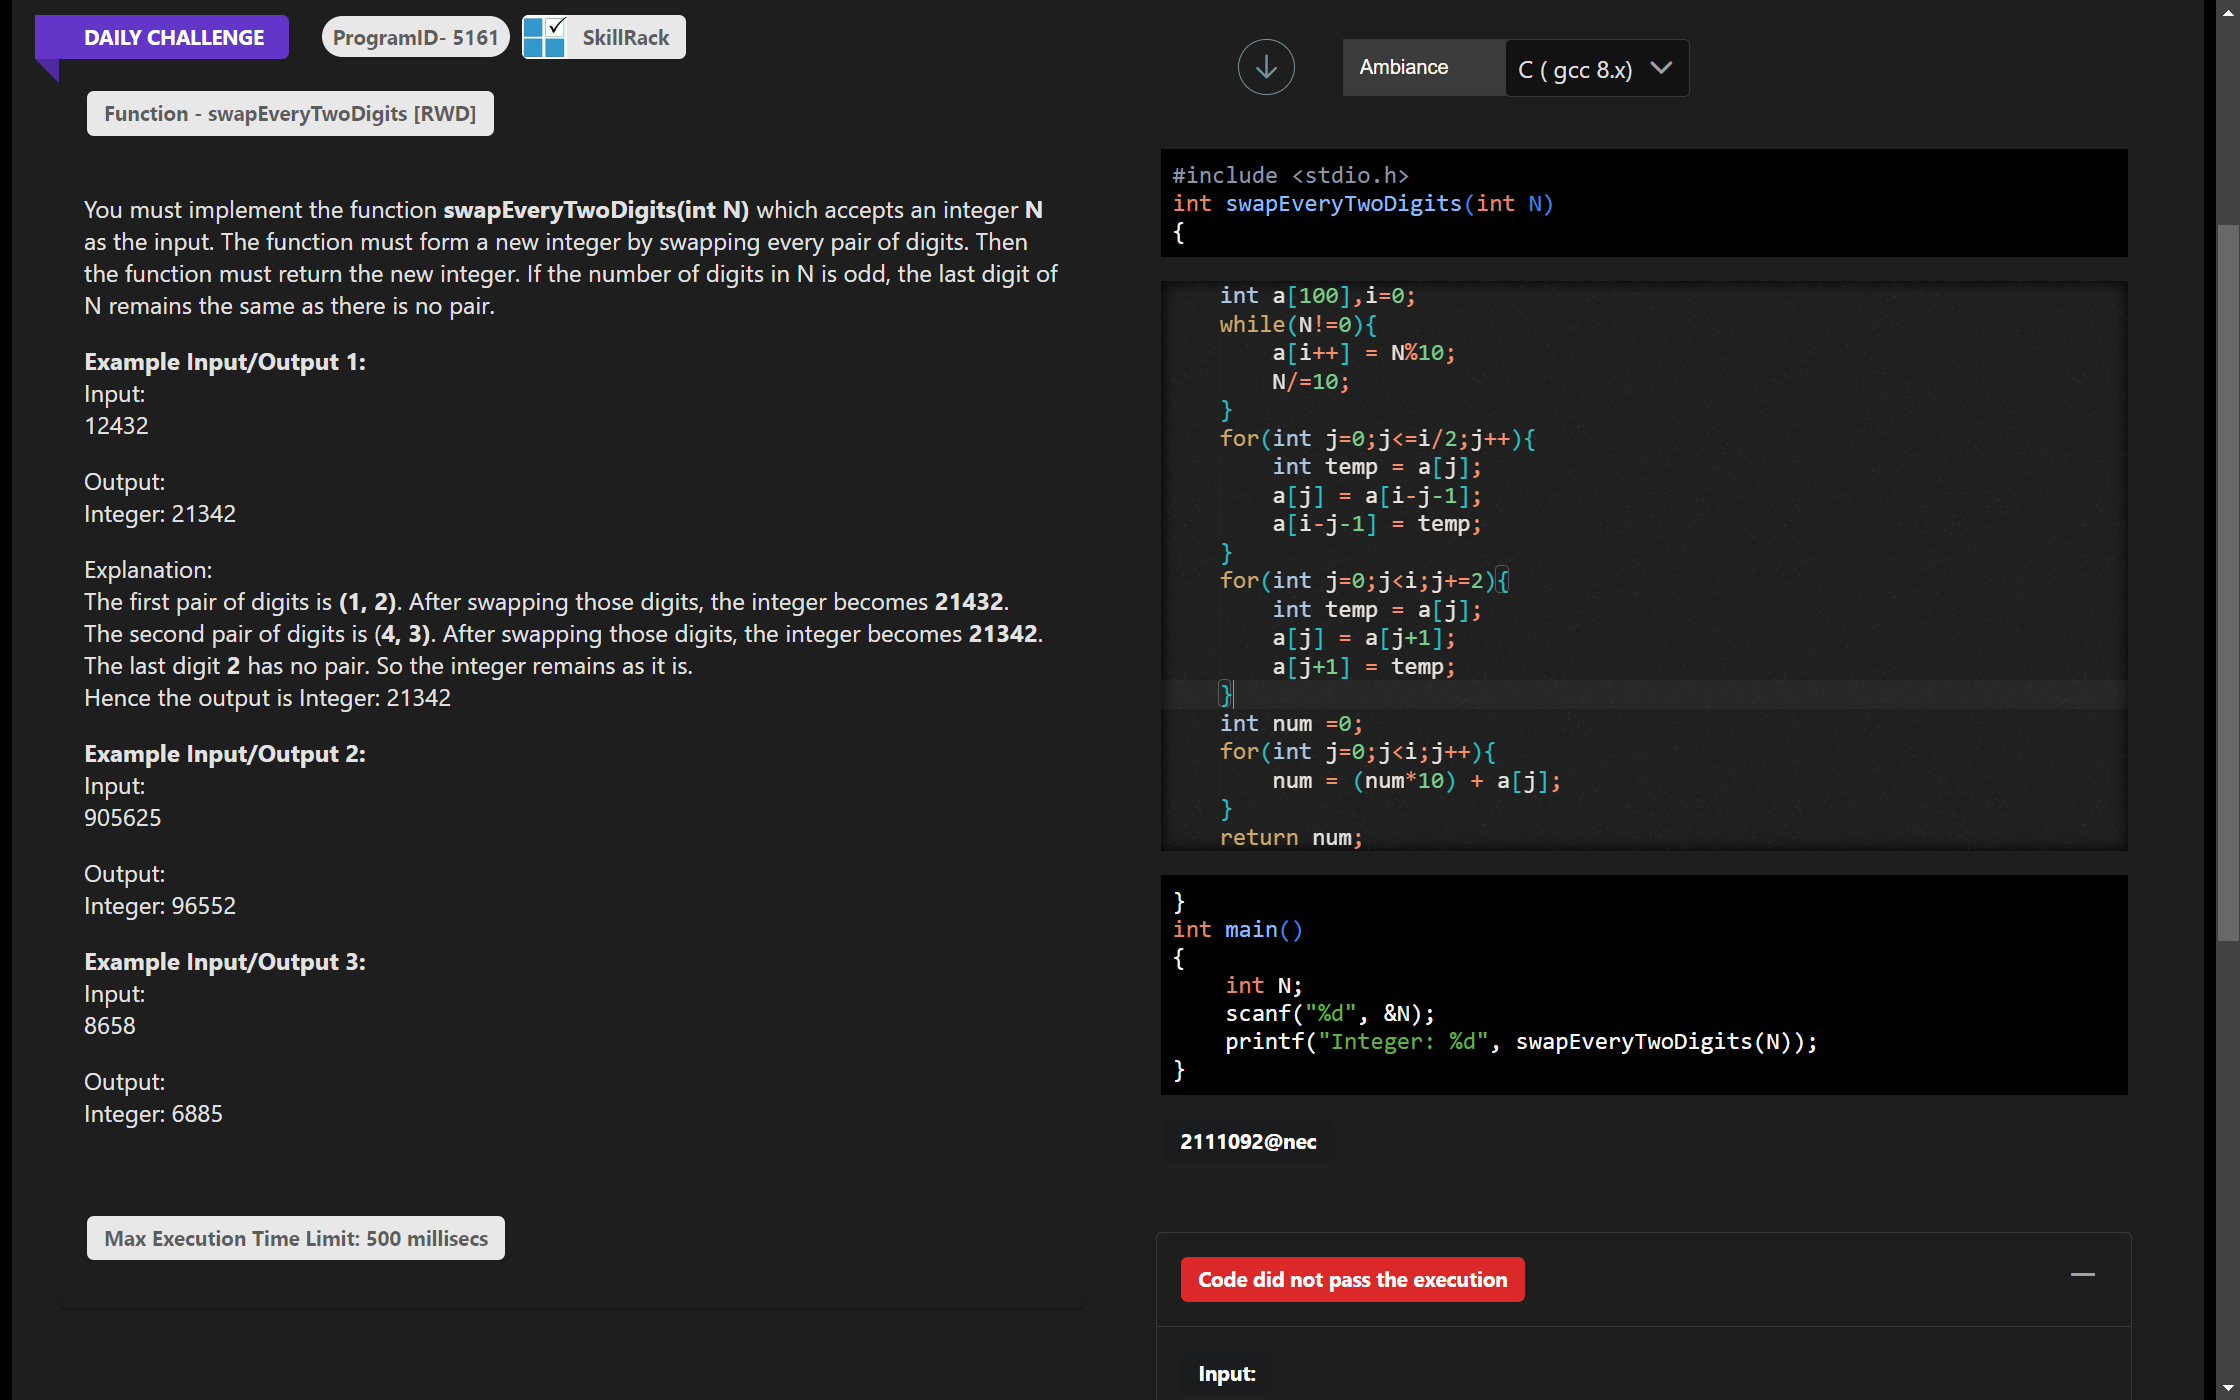 DAILY CHALLENGE
ProgramID- 5161
SkillRack
Function - swapEveryTwoDigits [RWD]
You must implement the function swapEveryTwoDigits(int N) which accepts an integer N
as the input. The function must form a new integer by swapping every pair of digits. Then
the function must return the new integer. If the number of digits in N is odd, the last digit of
N remains the same as there is no pair.
Example Input/Output 1:
Input:
12432
Output:
Integer: 21342
Explanation:
The first pair of digits is (1, 2). After swapping those digits, the integer becomes 21432.
The second pair of digits is (4, 3). After swapping those digits, the integer becomes 21342.
The last digit 2 has no pair. So the integer remains as it is.
Hence the output is Integer: 21342
Example Input/Output 2:
Input:
905625
Output:
Integer: 96552
Example Input/Output 3:
Input:
8658
Output:
Integer: 6885
Max Execution Time Limit: 500 millisecs
Ambiance
C ( gcc 8.x)
#include <stdio.h>
int swapEveryTwoDigits(int N)
{
int a[100],i=0;
while(N!=0){
a[i++] = N%10;
N/=10;
}
for(int j=0;j<=i/2;j++){
int temp = a[j];
a[j] = a[i-j-1];
a[i-j-1] = temp;
}
for(int j=0;j<i;j+=2){
int temp = a[j];
a[j] = a[j+1];
a[j+1] = temp;
}
int num =0;
for(int j=0;j<i;j++){
num = (num*10) + a[j];
}
return num;
}
int main()
{
int N;
scanf("%d", &N);
printf("Integer: %d", swapEveryTwoDigits(N));
}
2111092@nec
Code did not pass the execution
Input: